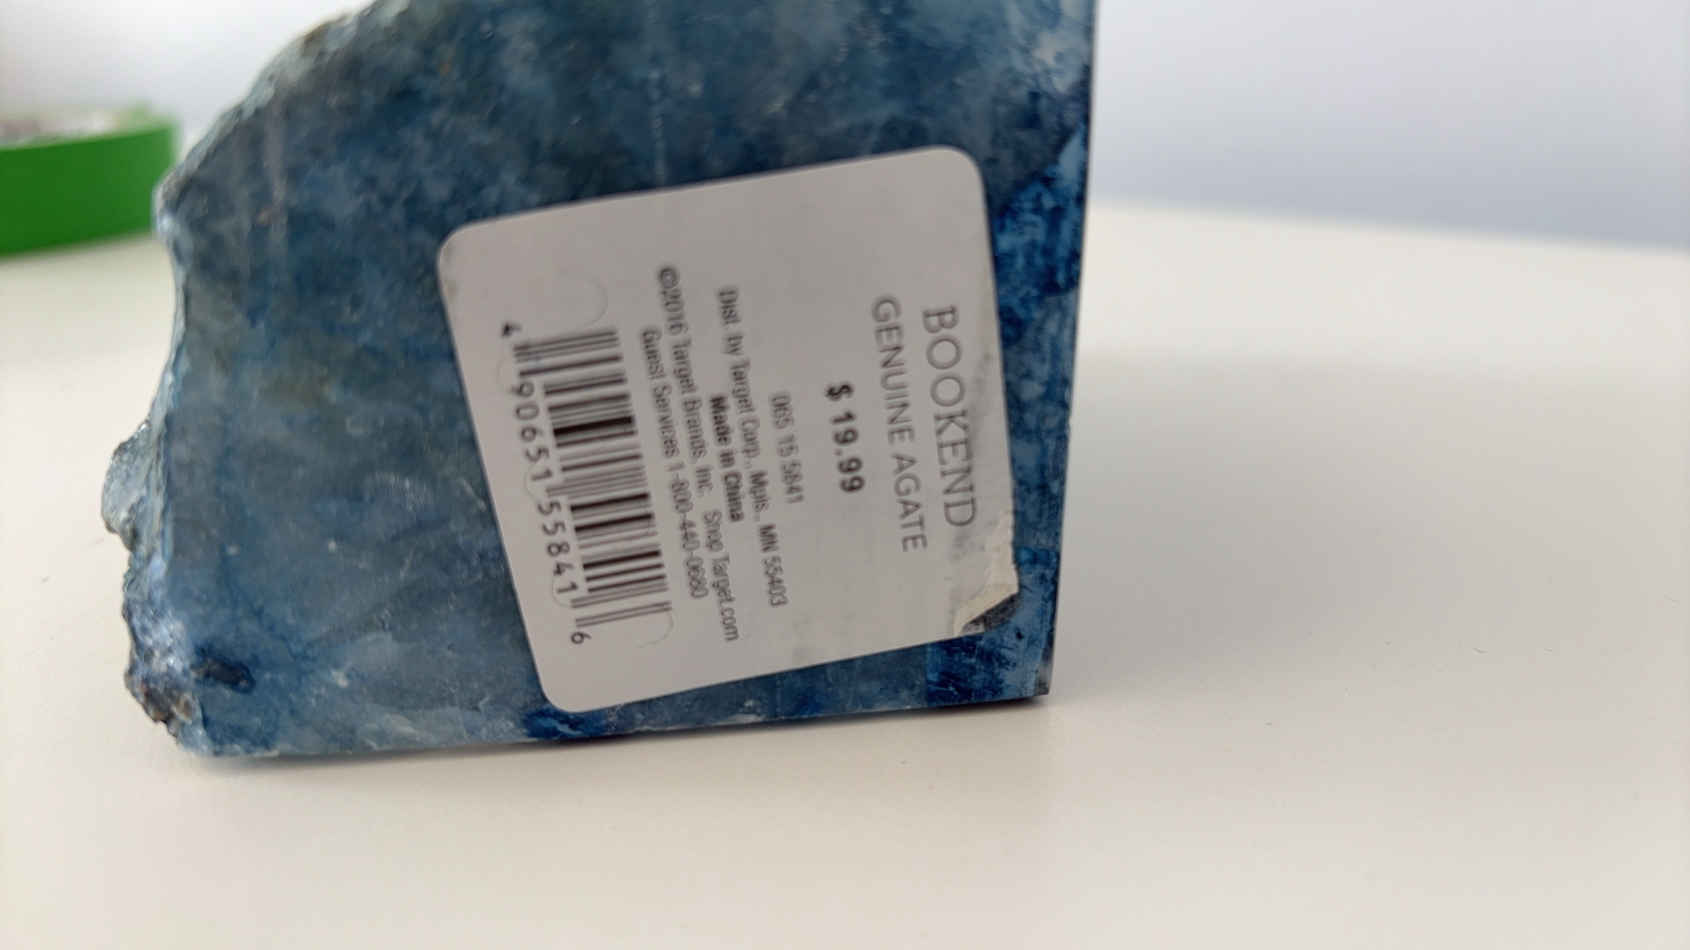 BOOKEND
GENUINE AGATE
$ 19.99
065 15 5841
Dist. by Target Corp., Mpls., MN 55403
Made in China
©2016 Target Brands, Inc. Shop Target.com
Guest Services 1-800-440-0680
4 90651 55841 6